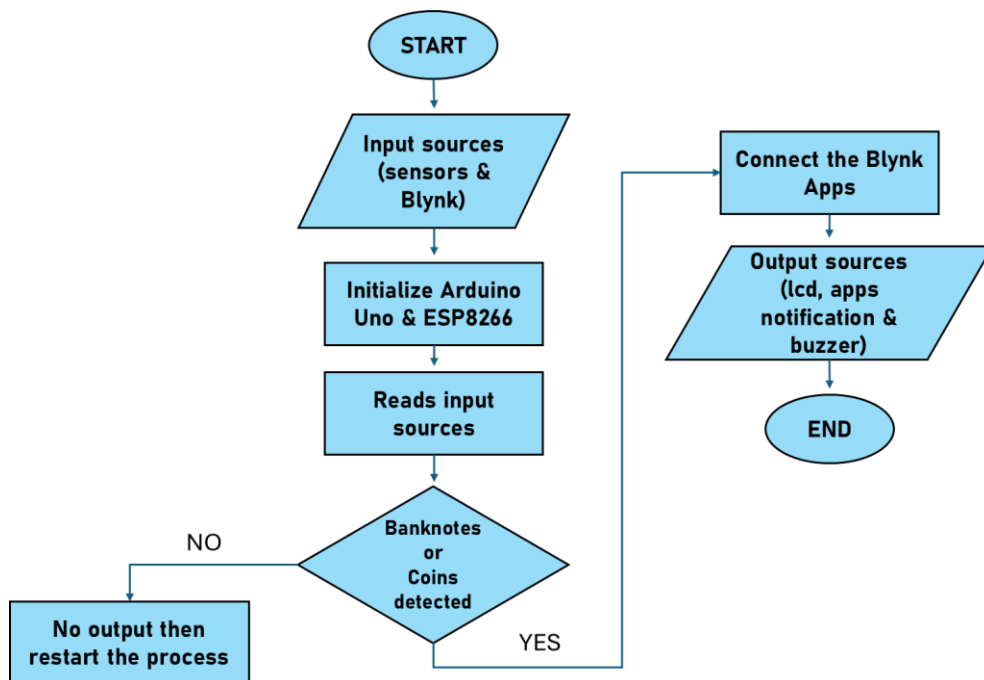 START
Input sources
(sensors &
Blynk)
Initialize Arduino
Uno & ESP8266
Reads input
sources
Banknotes
or
Coins
detected
NO
No output then
restart the process
YES
Connect the Blynk
Apps
Output sources
(lcd, apps
notification &
buzzer)
END